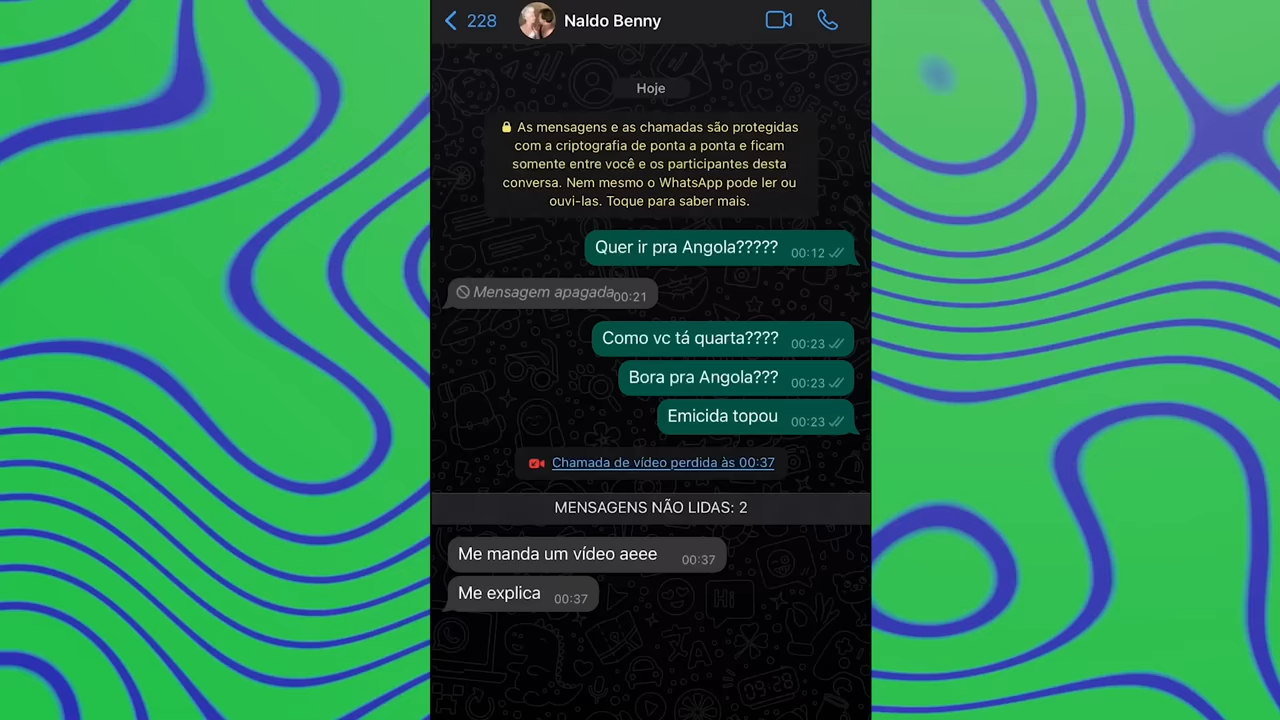 228
Naldo Benny
Hoje
As mensagens e as chamadas são protegidas
com a criptografia de ponta a ponta e ficam
somente entre você e os participantes desta
conversa. Nem mesmo o WhatsApp pode ler ou
ouvi-las. Toque para saber mais.
Quer ir pra Angola????? 00:12
Mensagem apagada 00:21
Como vc tá quarta???? 00:23
Bora pra Angola??? 00:23
Emicida topou 00:23
Chamada de vídeo perdida às 00:37
MENSAGENS NÃO LIDAS: 2
Me manda um vídeo aeee 00:37
Me explica 00:37